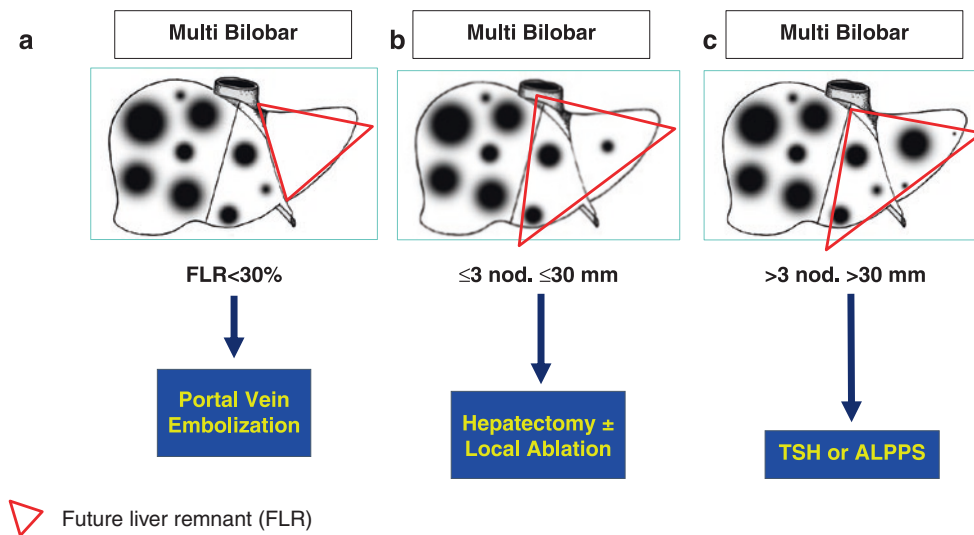 a
Multi Bilobar
b
Multi Bilobar
c
Multi Bilobar
FLR<30%
≤3 nod. ≤30 mm
>3 nod. >30 mm
Portal Vein
Embolization
Hepatectomy ±
Local Ablation
TSH or ALPPS
Future liver remnant (FLR)